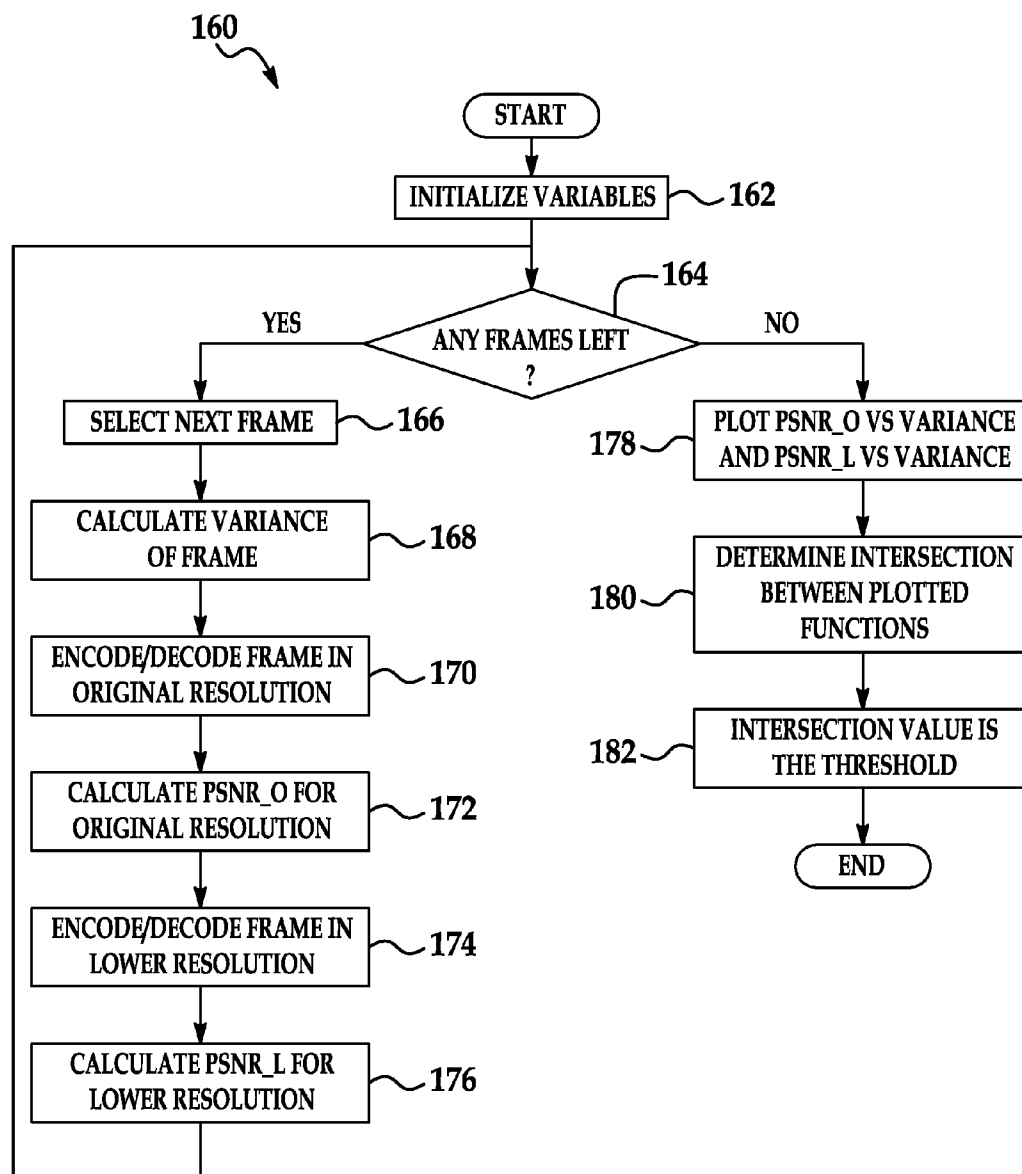 160
START
INITIALIZE VARIABLES
162
164
YES
ANY FRAMES LEFT
?
NO
SELECT NEXT FRAME
166
CALCULATE VARIANCE
OF FRAME
168
ENCODE/DECODE FRAME IN
ORIGINAL RESOLUTION
170
CALCULATE PSNR_O FOR
ORIGINAL RESOLUTION
172
ENCODE/DECODE FRAME IN
LOWER RESOLUTION
174
CALCULATE PSNR_L FOR
LOWER RESOLUTION
176
178
PLOT PSNR_O VS VARIANCE
AND PSNR_L VS VARIANCE
180
DETERMINE INTERSECTION
BETWEEN PLOTTED
FUNCTIONS
182
INTERSECTION VALUE IS
THE THRESHOLD
END